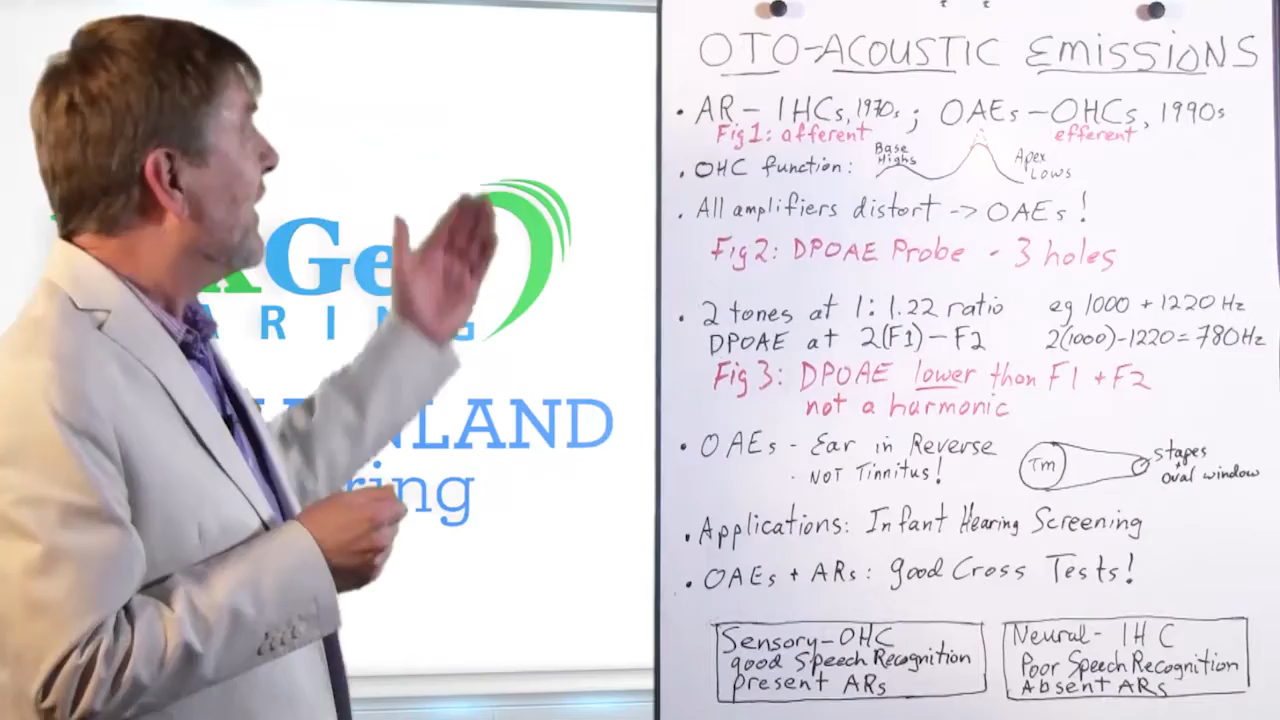 Ge
ARING
NLAND
ring
OTO-ACOUSTIC EMISSIONS
• AR - IHCs, 1970s; OAEs - OHCs, 1990s
Fig 1: afferent efferent
• OHC function: Base Highs Apex Lows
• All amplifiers distort -> OAEs!
Fig 2: DPOAE Probe - 3 holes
• 2 tones at 1: 1.22 ratio eg 1000 + 1220 Hz
DPOAE at 2(F1) - F2 2(1000)-1220 = 780Hz
Fig 3: DPOAE lower than F1 + F2
not a harmonic
• OAEs - Ear in Reverse
- NOT Tinnitus!
TM
stapes
+
oval window
• Applications: Infant Hearing Screening
• OAEs + ARs: good Cross Tests!
Sensory-OHC
good Speech Recognition
present ARs
Neural- IHC
Poor Speech Recognition
Absent ARs